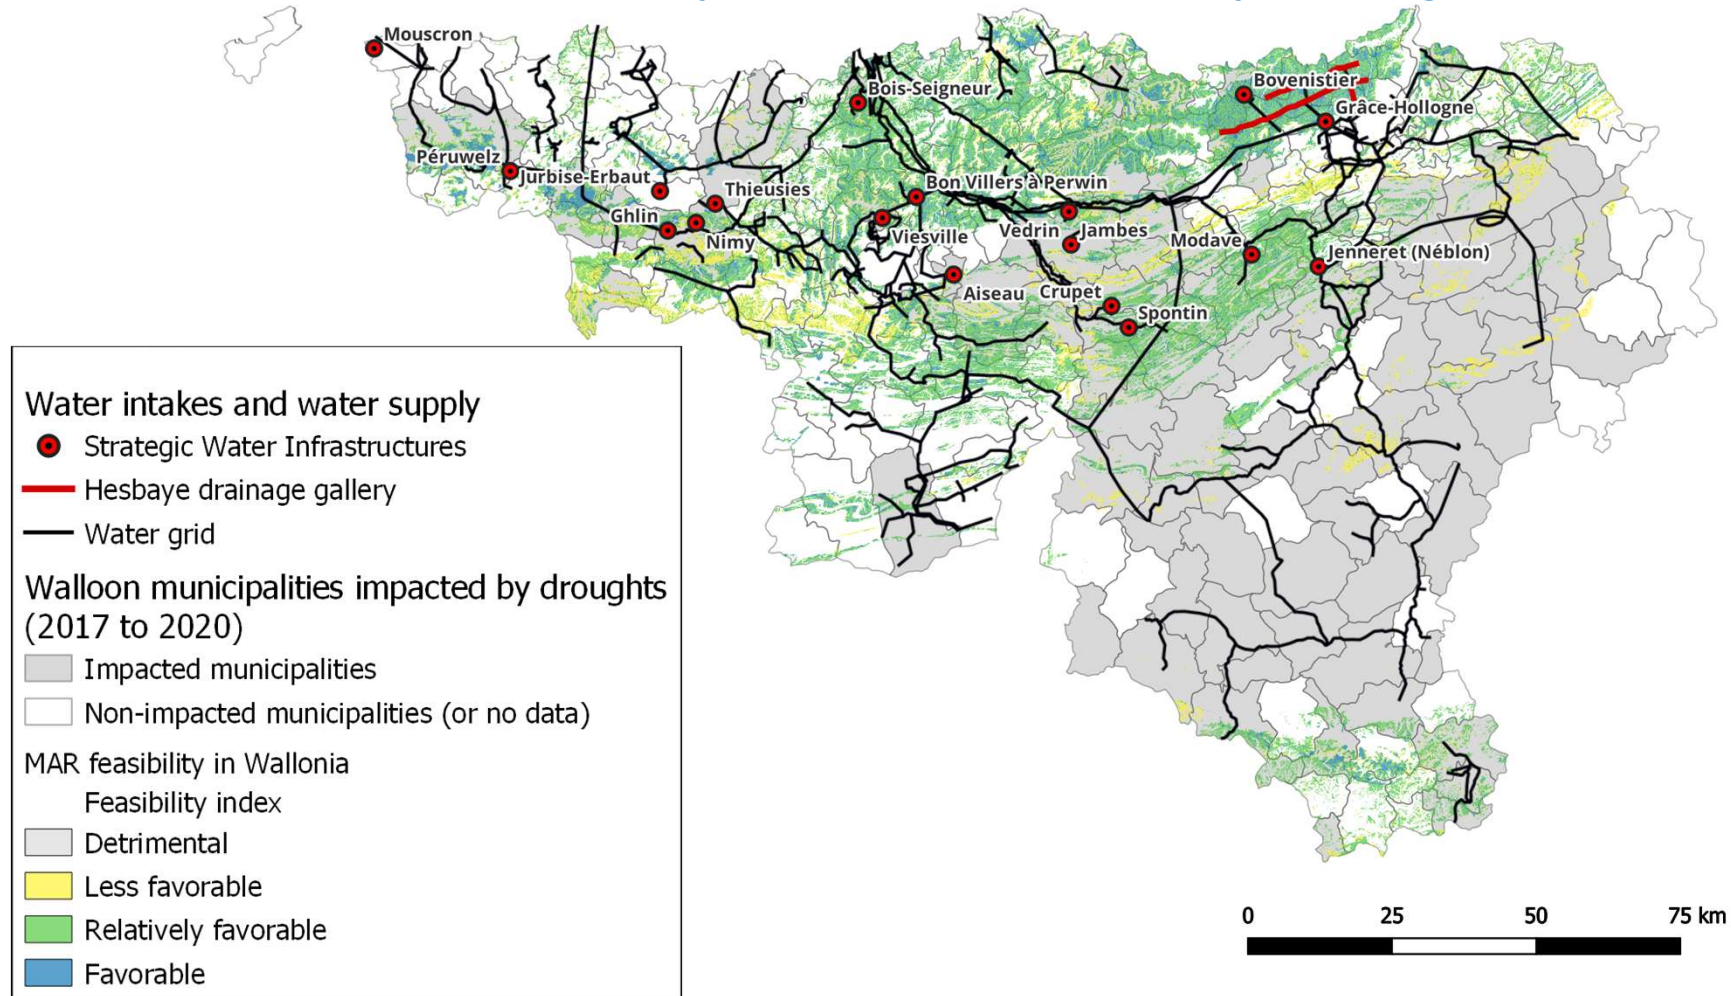 Mouscron
Bois-Seigneur
Bovenistier
Grâce-Hollogne
Péruwelz
Jurbise-Erbaut
Thieusies
Bon Villers à Perwin
Ghlin
Nimy
Viesville
Vedrin
Jambes
Modave
Jenneret (Néblon)
Aiseau
Crupet
Spontin
Water intakes and water supply
Strategic Water Infrastructures
Hesbaye drainage gallery
Water grid
Walloon municipalities impacted by droughts
(2017 to 2020)
Impacted municipalities
Non-impacted municipalities (or no data)
MAR feasibility in Wallonia
Feasibility index
Detrimental
Less favorable
Relatively favorable
Favorable
0 25 50 75 km